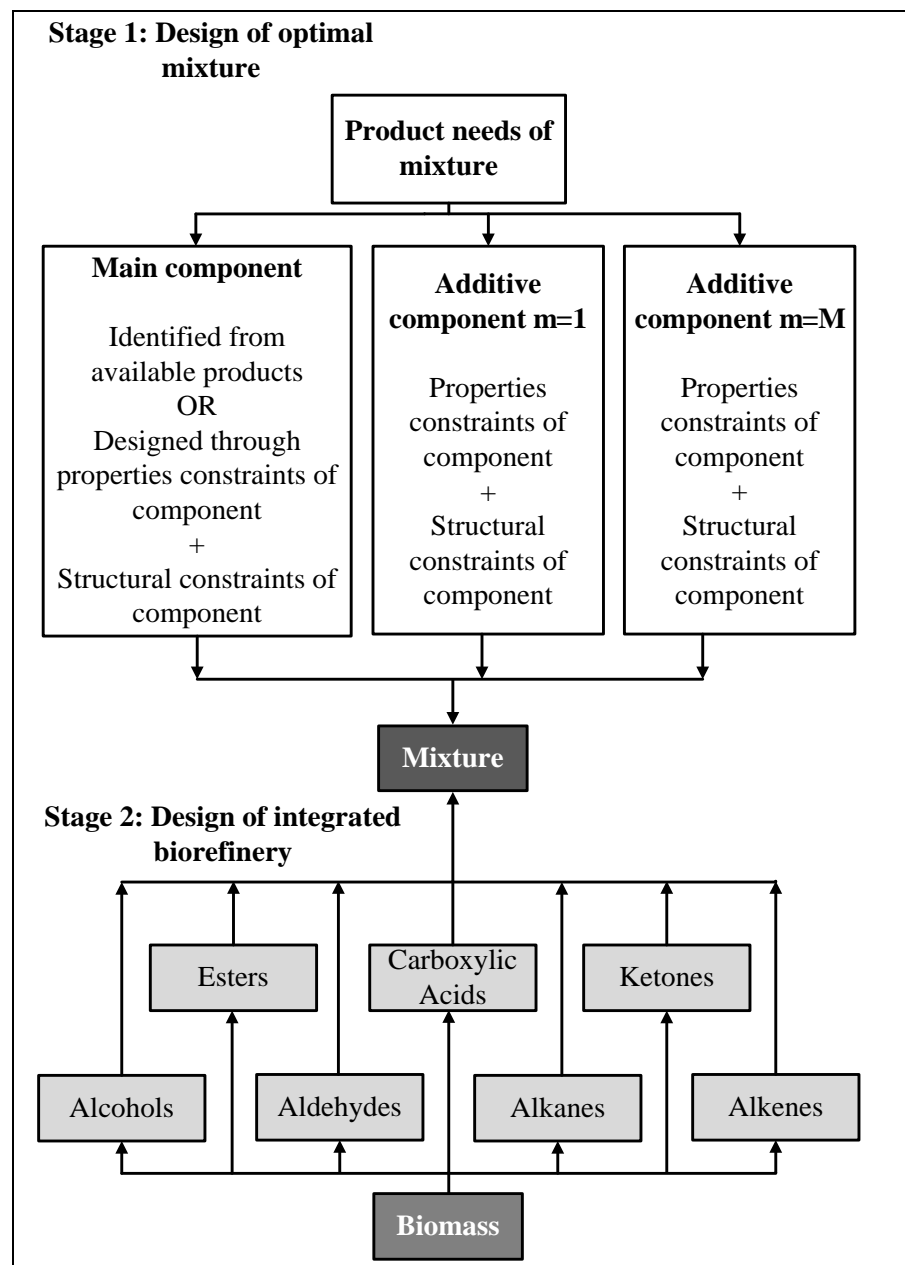 Stage 1: Design of optimal
mixture
Product needs of
mixture
Main component
Identified from
available products
OR
Designed through
properties constraints of
component
+
Structural constraints of
component
Additive
component m=1
Properties
constraints of
component
+
Structural
constraints of
component
Additive
component m=M
Properties
constraints of
component
+
Structural
constraints of
component
Mixture
Stage 2: Design of integrated
biorefinery
Esters
Carboxylic
Acids
Ketones
Alcohols
Aldehydes
Alkanes
Alkenes
Biomass